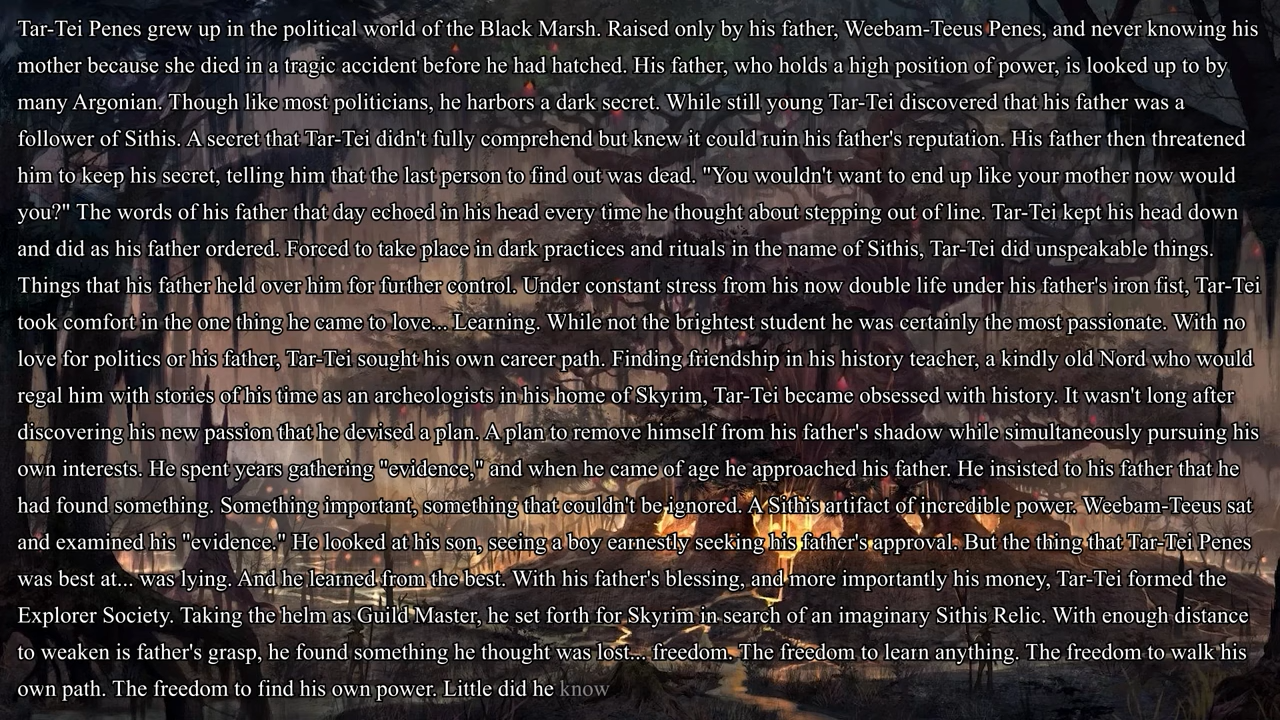 Tar-Tei Penes grew up in the political world of the Black Marsh. Raised only by his father, Weebam-Teeus Penes, and never knowing his
mother because she died in a tragic accident before he had hatched. His father, who holds a high position of power, is looked up to by
many Argonian. Though like most politicians, he harbors a dark secret. While still young Tar-Tei discovered that his father was a
follower of Sithis. A secret that Tar-Tei didn't fully comprehend but knew it could ruin his father's reputation. His father then threatened
him to keep his secret, telling him that the last person to find out was dead. "You wouldn't want to end up like your mother now would
you?" The words of his father that day echoed in his head every time he thought about stepping out of line. Tar-Tei kept his head down
and did as his father ordered. Forced to take place in dark practices and rituals in the name of Sithis, Tar-Tei did unspeakable things.
Things that his father held over him for further control. Under constant stress from his now double life under his father's iron fist, Tar-Tei
took comfort in the one thing he came to love... Learning. While not the brightest student he was certainly the most passionate. With no
love for politics or his father, Tar-Tei sought his own career path. Finding friendship in his history teacher, a kindly old Nord who would
regal him with stories of his time as an archeologists in his home of Skyrim, Tar-Tei became obsessed with history. It wasn't long after
discovering his new passion that he devised a plan. A plan to remove himself from his father's shadow while simultaneously pursuing his
own interests. He spent years gathering "evidence," and when he came of age he approached his father. He insisted to his father that he
had found something. Something important, something that couldn't be ignored. A Sithis artifact of incredible power. Weebam-Teeus sat
and examined his "evidence." He looked at his son, seeing a boy earnestly seeking his father's approval. But the thing that Tar-Tei Penes
was best at... was lying. And he learned from the best. With his father's blessing, and more importantly his money, Tar-Tei formed the
Explorer Society. Taking the helm as Guild Master, he set forth for Skyrim in search of an imaginary Sithis Relic. With enough distance
to weaken is father's grasp, he found something he thought was lost... freedom. The freedom to learn anything. The freedom to walk his
own path. The freedom to find his own power. Little did he know